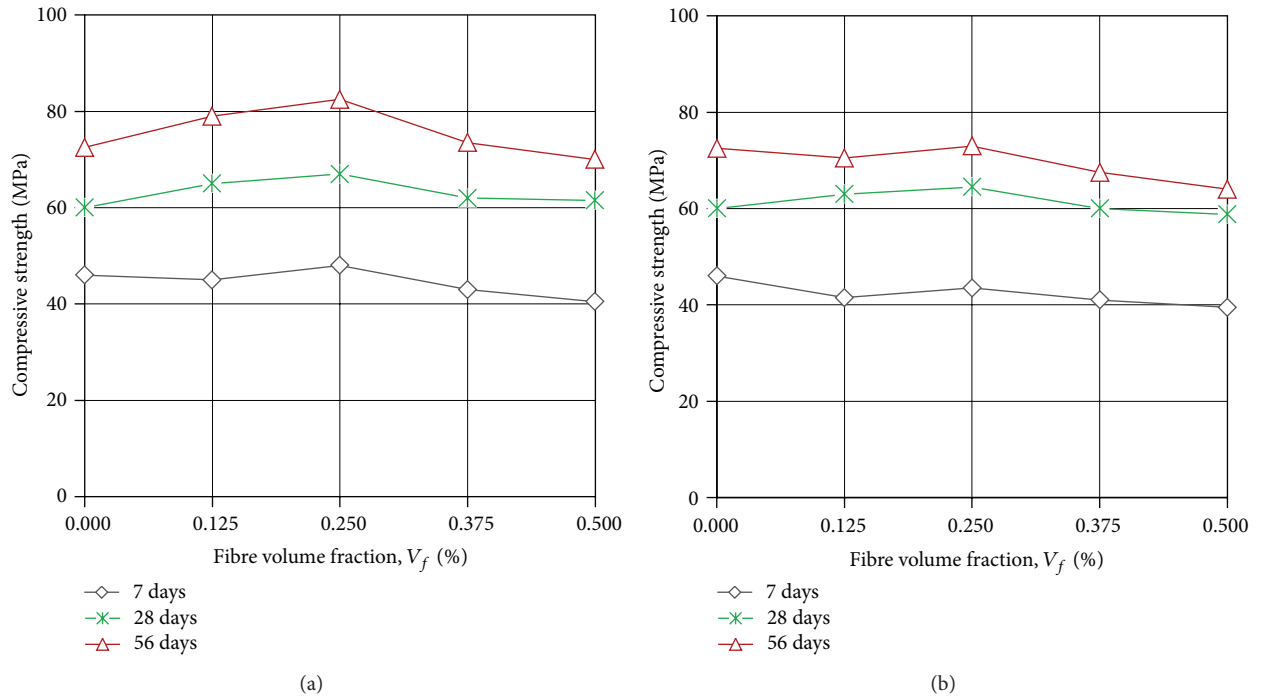 100
80
60
40
20
0
Compressive strength (MPa)
0.000 0.125 0.250 0.375 0.500
Fibre volume fraction, V_f (%)
7 days
28 days
56 days
(a)
100
80
60
40
20
0
Compressive strength (MPa)
0.000 0.125 0.250 0.375 0.500
Fibre volume fraction, V_f (%)
7 days
28 days
56 days
(b)